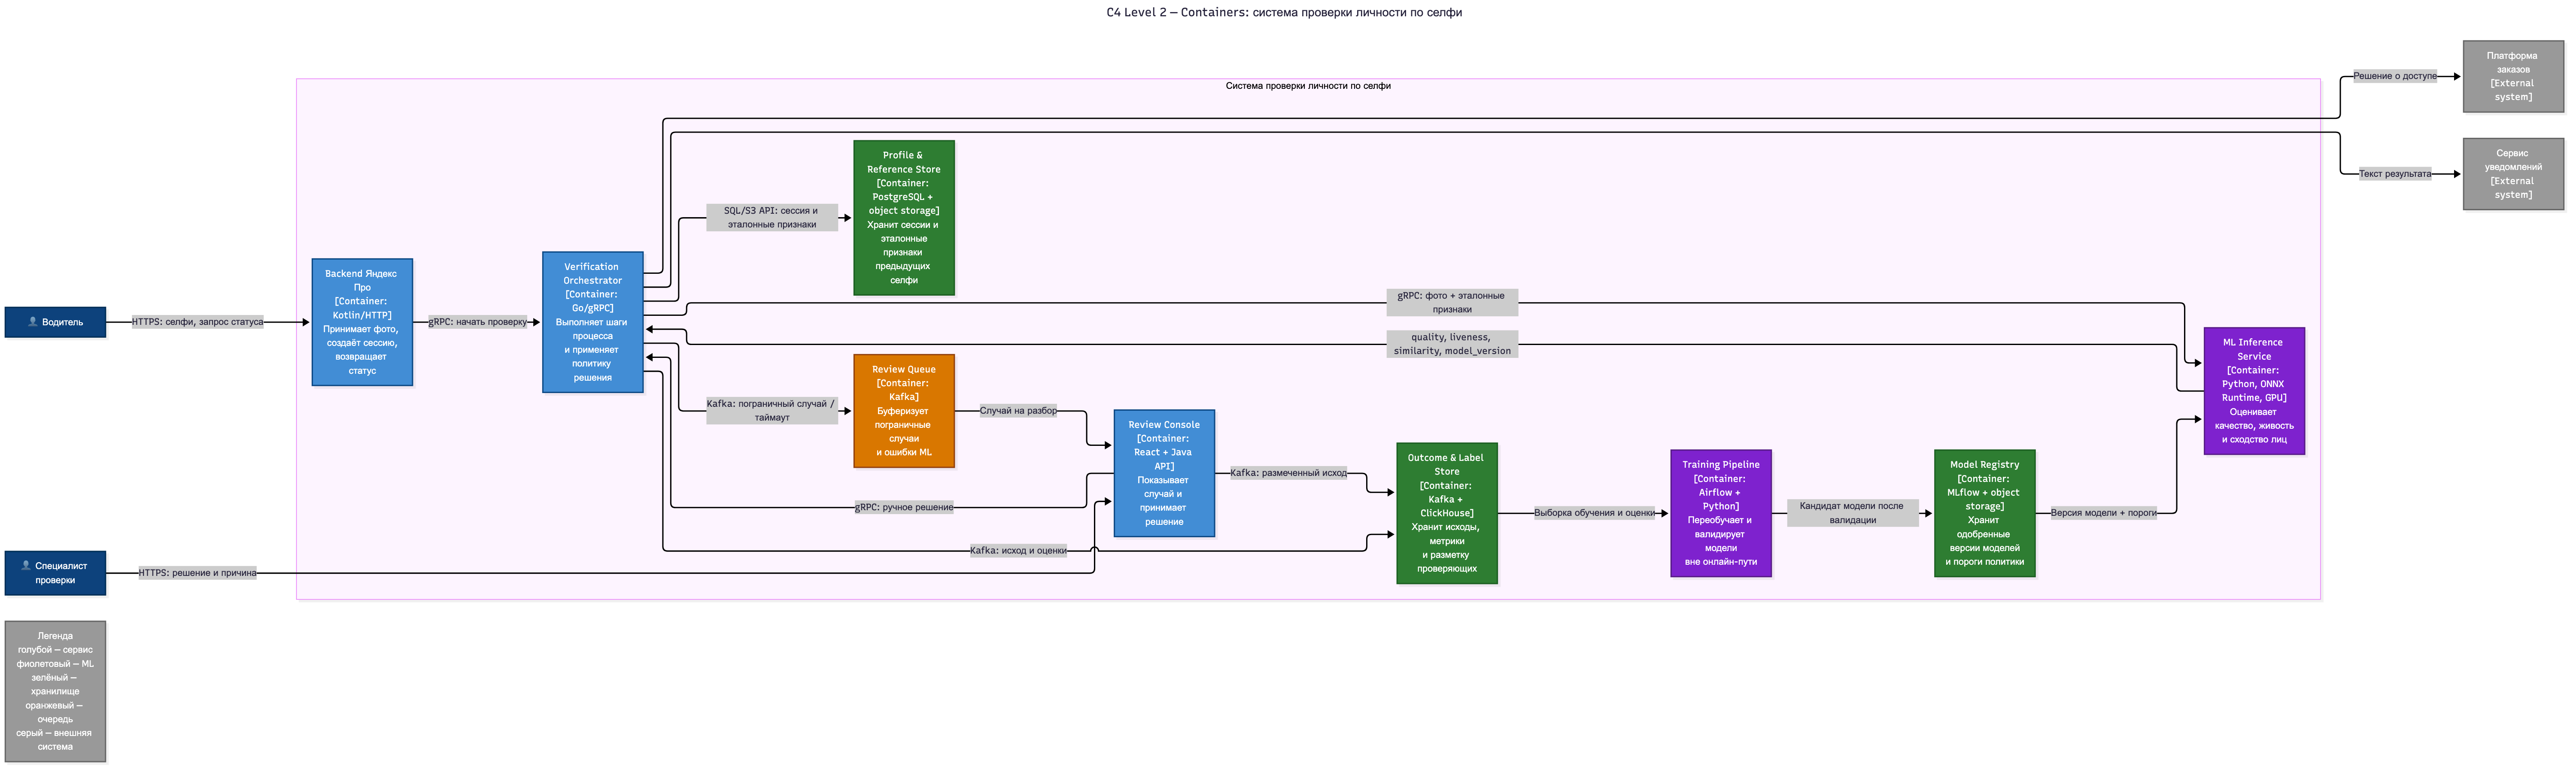 C4 Level 2 — Containers: система проверки личности по селфи
Платформа
заказов
[External
system]
Решение о доступе
Система проверки личности по селфи
Сервис
уведомлений
[External
system]
Текст результата
Profile &
Reference Store
[Container:
PostgreSQL +
object storage]
Хранит сессии и
эталонные
признаки
предыдущих
селфи
SQL/S3 API: сессия и
эталонные признаки
Водитель
HTTPS: селфи, запрос статуса
Backend Яндекс
Про
[Container:
Kotlin/HTTP]
Принимает фото,
создаёт сессию,
возвращает
статус
gRPC: начать проверку
Verification
Orchestrator
[Container:
Go/gRPC]
Выполняет шаги
процесса
и применяет
политику
решения
gRPC: фото + эталонные
признаки
quality, liveness,
similarity, model_version
ML Inference
Service
[Container:
Python, ONNX
Runtime, GPU]
Оценивает
качество, живость
и сходство лиц
Kafka: пограничный случай /
таймаут
Review Queue
[Container:
Kafka]
Буферизует
пограничные
случаи
и ошибки ML
Случай на разбор
Review Console
[Container:
React + Java
API]
Показывает
случай и
принимает
решение
gRPC: ручное решение
Kafka: размеченный исход
Kafka: исход и оценки
Outcome & Label
Store
[Container:
Kafka +
ClickHouse]
Хранит исходы,
метрики
и разметку
проверяющих
Выборка обучения и оценки
Training Pipeline
[Container:
Airflow +
Python]
Переобучает и
валидирует
модели
вне онлайн-пути
Кандидат модели после
валидации
Model Registry
[Container:
MLflow + object
storage]
Хранит
одобренные
версии моделей
и пороги политики
Версия модели + пороги
Специалист
проверки
HTTPS: решение и причина
Легенда
голубой — сервис
фиолетовый — ML
зелёный —
хранилище
оранжевый —
очередь
серый — внешняя
система